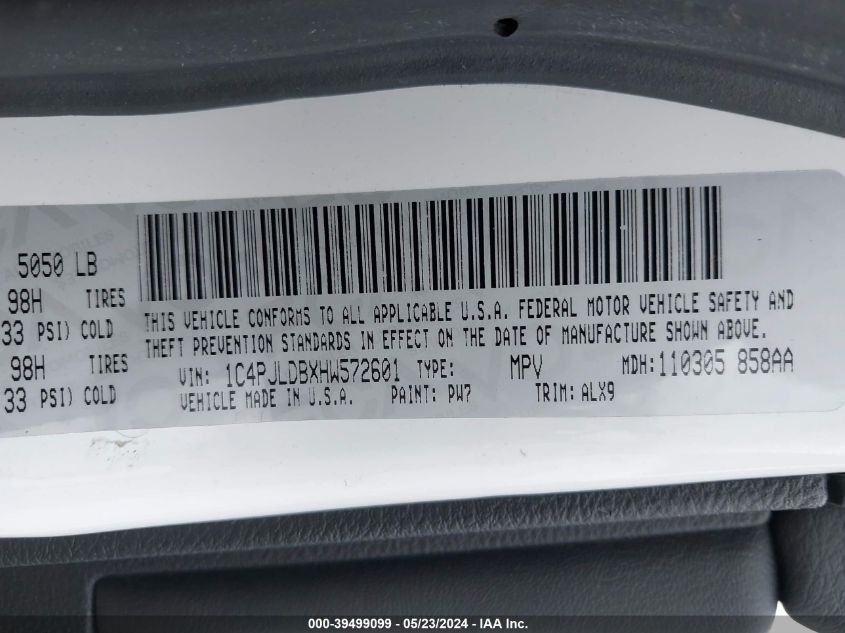 5050 LB
98H TIRES
33 PSI) COLD
98H TIRES
33 PSI) COLD
THIS VEHICLE CONFORMS TO ALL APPLICABLE U.S.A. FEDERAL MOTOR VEHICLE SAFETY AND
THEFT PREVENTION STANDARDS IN EFFECT ON THE DATE OF MANUFACTURE SHOWN ABOVE.
VIN: 1C4PJLDBXHW572601 TYPE: MPV MDH:110305 858AA
VEHICLE MADE IN U.S.A. PAINT: PW7 TRIM:ALX9
000-39499099 - 05/23/2024 - IAA Inc.